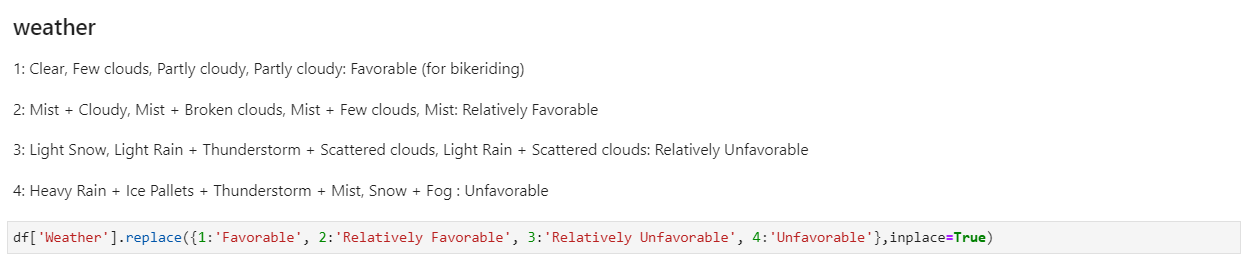 weather
1: Clear, Few clouds, Partly cloudy, Partly cloudy: Favorable (for bikeriding)
2: Mist + Cloudy, Mist + Broken clouds, Mist + Few clouds, Mist: Relatively Favorable
3: Light Snow, Light Rain + Thunderstorm + Scattered clouds, Light Rain + Scattered clouds: Relatively Unfavorable
4: Heavy Rain + Ice Pallets + Thunderstorm + Mist, Snow + Fog : Unfavorable
df['Weather'].replace({1:'Favorable', 2:'Relatively Favorable', 3:'Relatively Unfavorable', 4:'Unfavorable'},inplace=True)